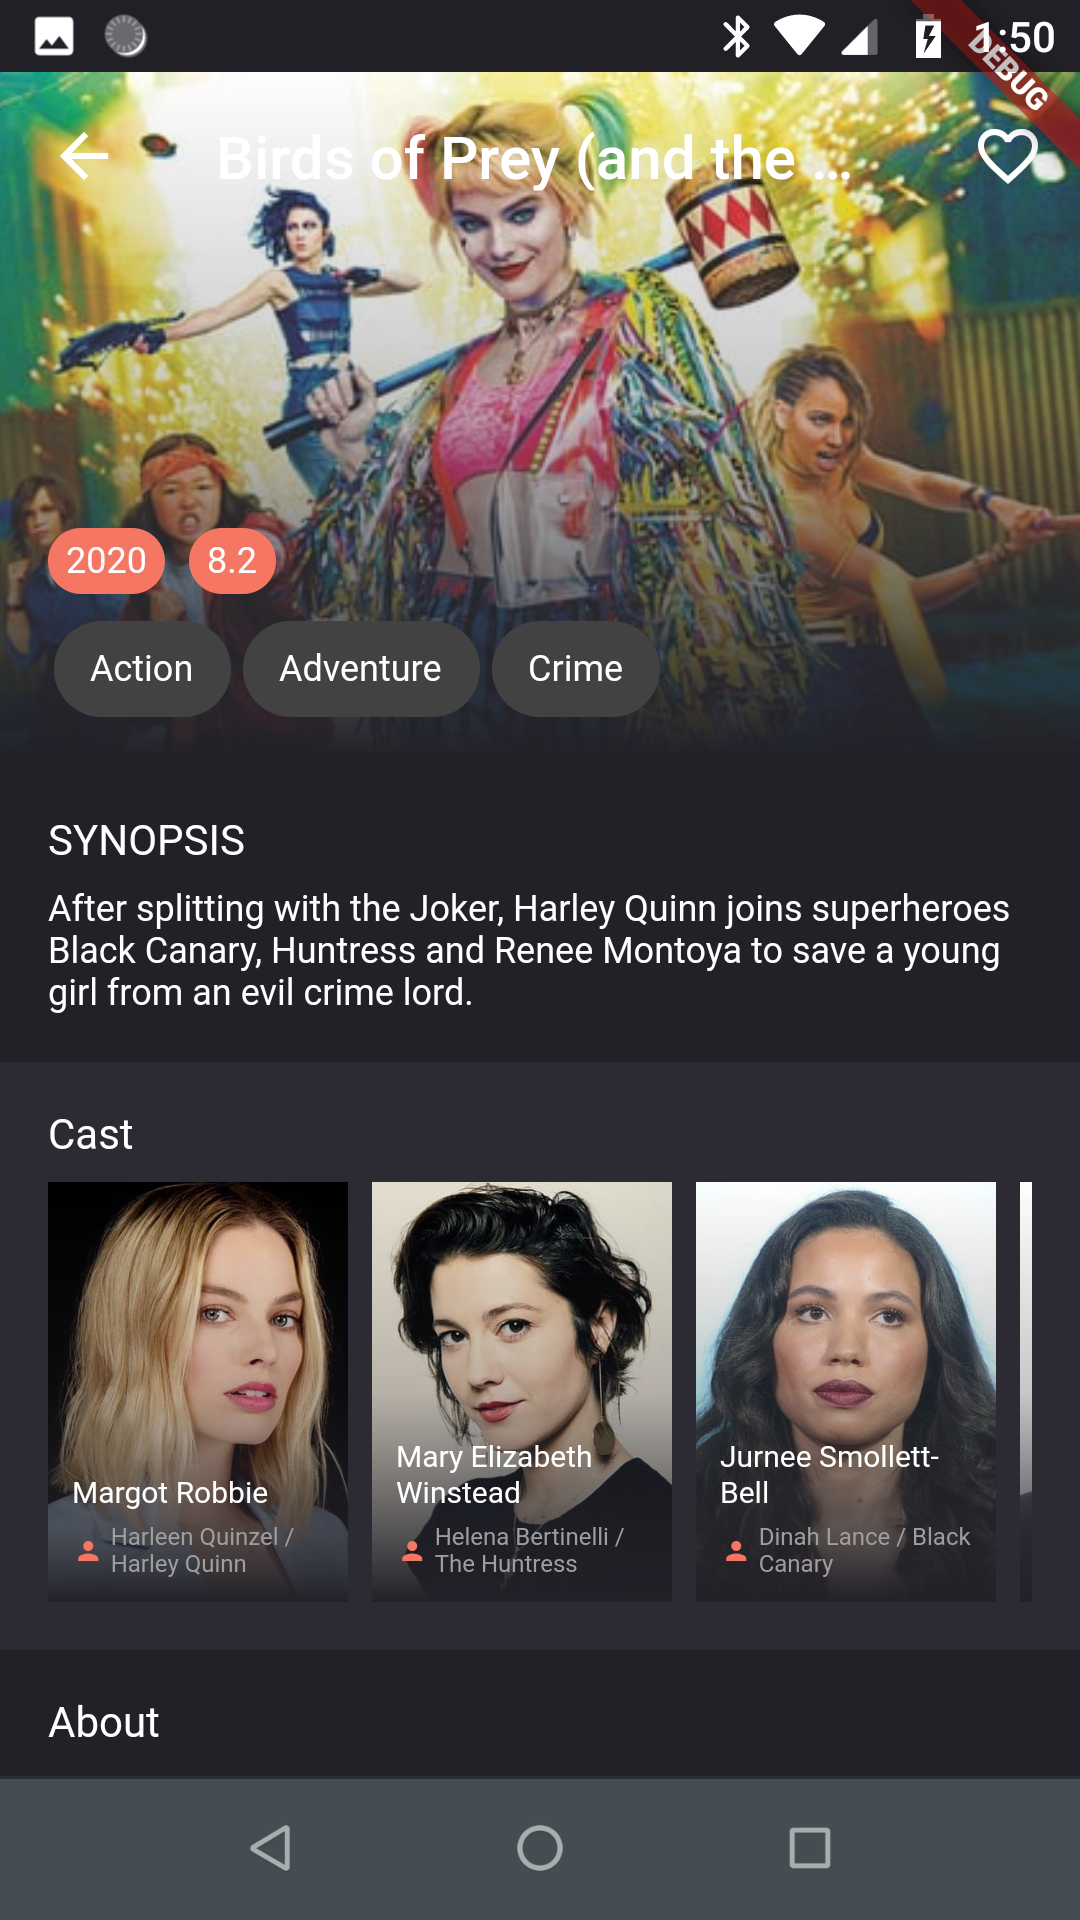 1:50
DEBUG
Birds of Prey (and the ...
2020 8.2
Action Adventure Crime
SYNOPSIS
After splitting with the Joker, Harley Quinn joins superheroes
Black Canary, Huntress and Renee Montoya to save a young
girl from an evil crime lord.
Cast
Margot Robbie
Harleen Quinzel /
Harley Quinn
Mary Elizabeth
Winstead
Helena Bertinelli /
The Huntress
Jurnee Smollett-
Bell
Dinah Lance / Black
Canary
About